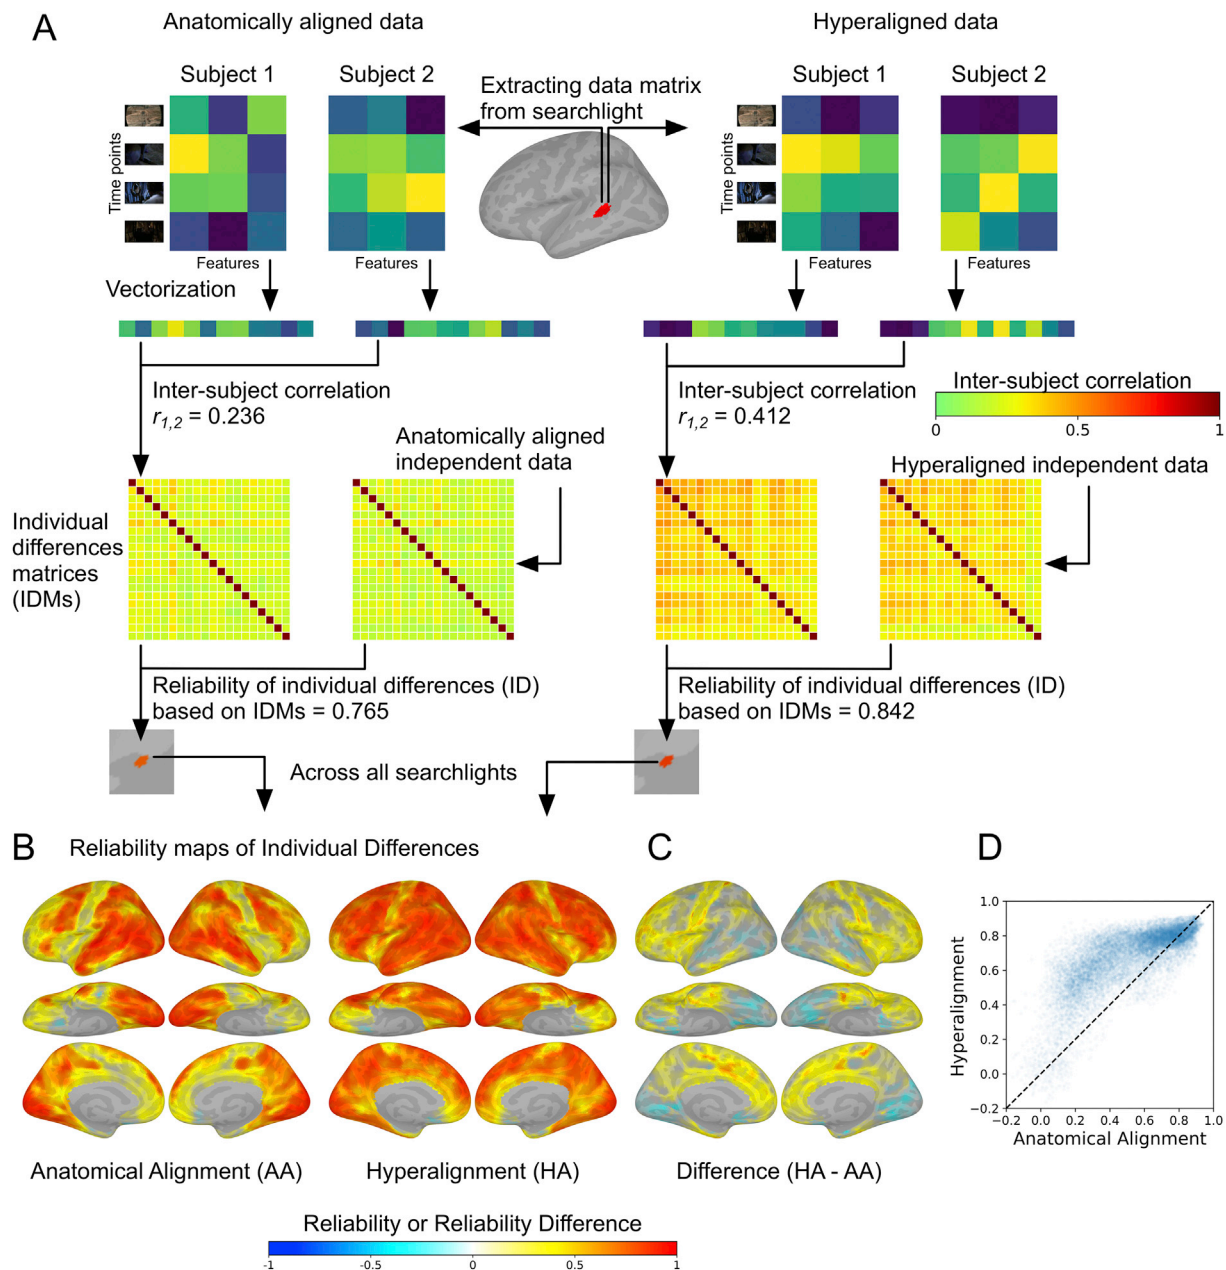 A
Anatomically aligned data
Hyperaligned data
Subject 1
Subject 2
Extracting data matrix
from searchlight
Subject 1
Subject 2
Time points
Time points
Features
Features
Features
Features
Vectorization
Inter-subject correlation
r1,2 = 0.236
Inter-subject correlation
r1,2 = 0.412
Inter-subject correlation
0
0.5
1
Anatomically aligned
independent data
Hyperaligned independent data
Individual
differences
matrices
(IDMs)
Reliability of individual differences (ID)
based on IDMs = 0.765
Reliability of individual differences (ID)
based on IDMs = 0.842
Across all searchlights
B
Reliability maps of Individual Differences
C
D
Hyperalignment
1.0
0.8
0.6
0.4
0.2
0.0
−0.2
−0.2
0.0
0.2
0.4
0.6
0.8
1.0
Anatomical Alignment
Anatomical Alignment (AA)
Hyperalignment (HA)
Difference (HA - AA)
Reliability or Reliability Difference
-1
-0.5
0
0.5
1